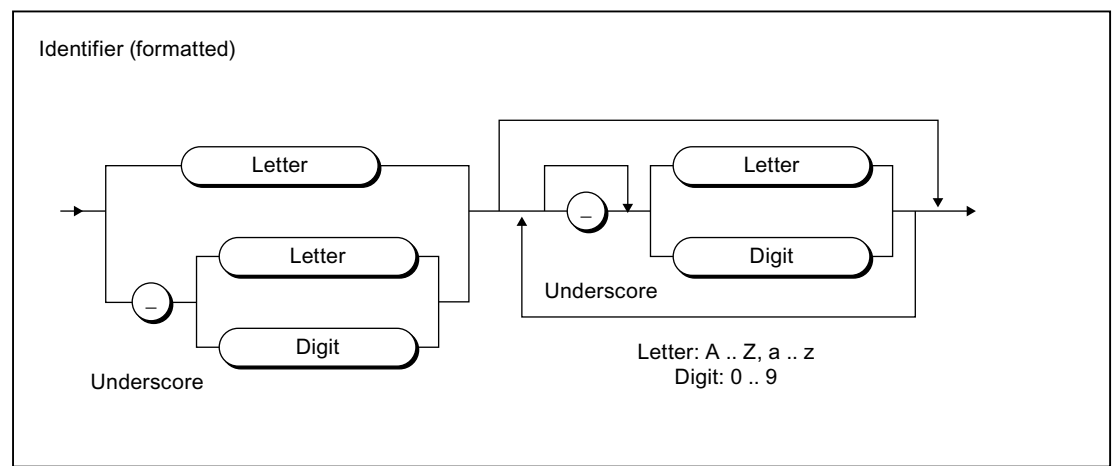 Identifier (formatted)
Letter
Letter
_
Letter
_
Digit
Underscore
Digit
Underscore
Letter: A .. Z, a .. z
Digit: 0 .. 9